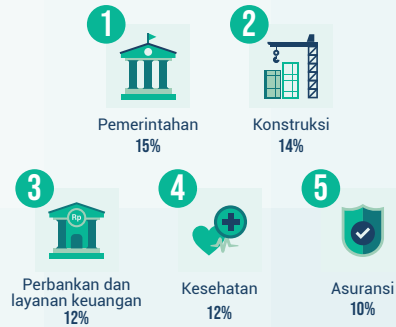 1
2
Pemerintahan
Konstruksi
15%
14%
3
4
5
Rp
Perbankan dan
layanan keuangan
12%
Kesehatan
12%
Asuransi
10%